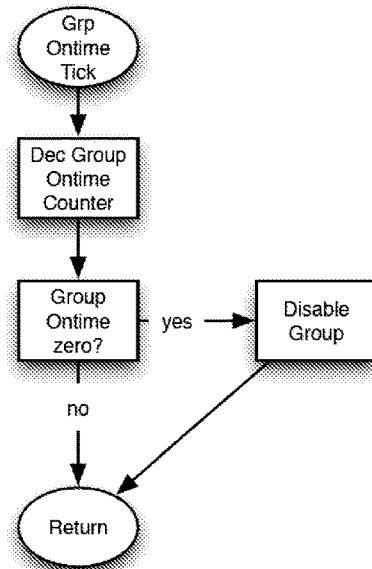 Grp
Ontime
Tick
Dec Group
Ontime
Counter
Group
Ontime
zero?
yes
Disable
Group
no
Return